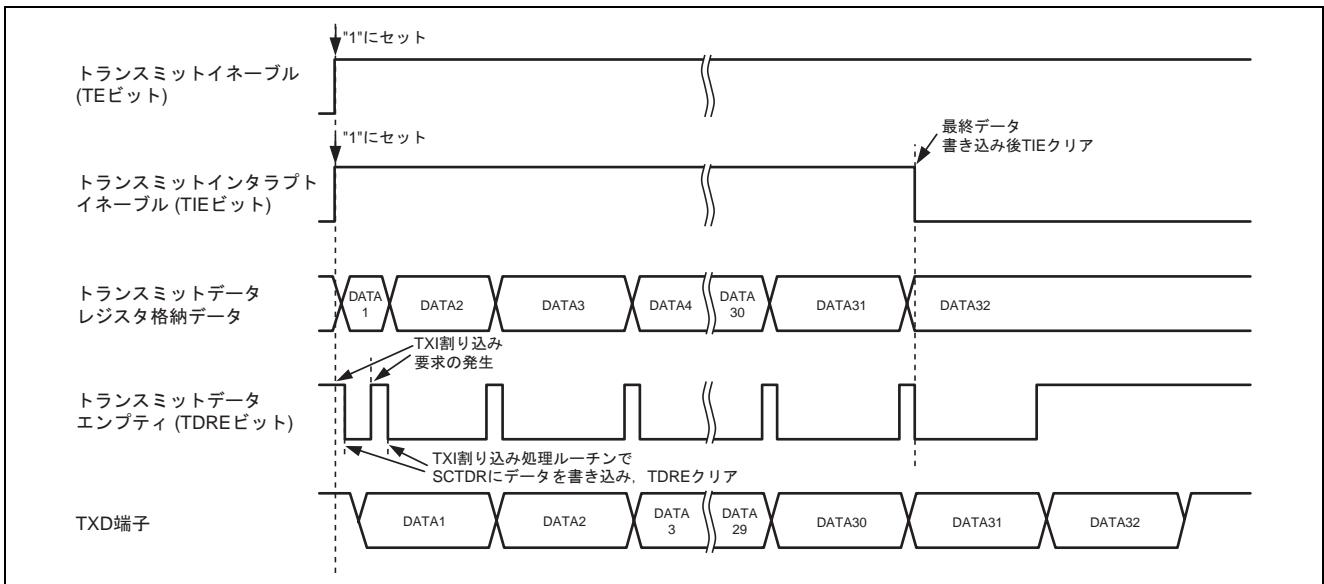 "1"にセット
トランスミットイネーブル
(TEビット)
"1"にセット
最終データ
書き込み後TIEクリア
トランスミットインタラプト
イネーブル (TIEビット)
トランスミットデータ
レジスタ格納データ
DATA
1
DATA2
DATA3
DATA4
DATA
30
DATA31
DATA32
TXI割り込み
要求の発生
トランスミットデータ
エンプティ (TDREビット)
TXI割り込み処理ルーチンで
SCTDRにデータを書き込み，TDREクリア
TXD端子
DATA1
DATA2
DATA
3
DATA
29
DATA30
DATA31
DATA32